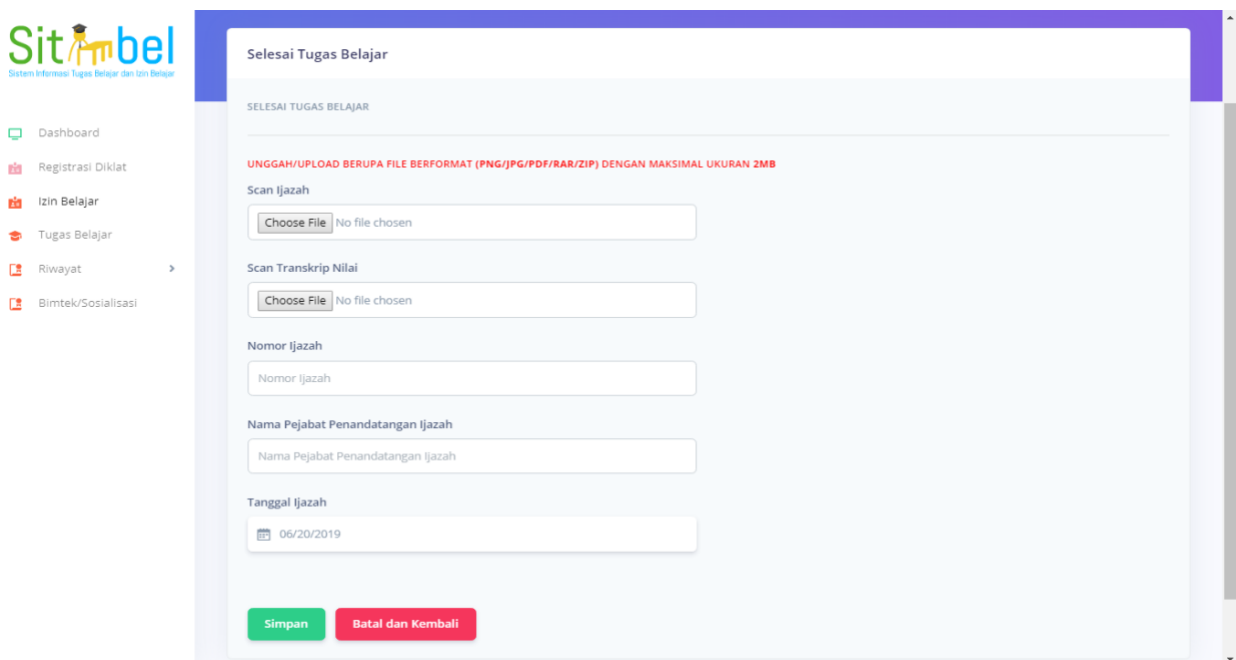 Sitimbel
Sistem Informasi Tugas Belajar dan Izin Belajar
Dashboard
Registrasi Diklat
Izin Belajar
Tugas Belajar
Riwayat
Bimtek/Sosialisasi
Selesai Tugas Belajar
SELESAI TUGAS BELAJAR
UNGGAH/UPLOAD BERUPA FILE BERFORMAT (PNG/JPG/PDF/RAR/ZIP) DENGAN MAKSIMAL UKURAN 2MB
Scan Ijazah
Choose File No file chosen
Scan Transkrip Nilai
Choose File No file chosen
Nomor Ijazah
Nomor Ijazah
Nama Pejabat Penandatangan Ijazah
Nama Pejabat Penandatangan Ijazah
Tanggal Ijazah
06/20/2019
Simpan Batal dan Kembali